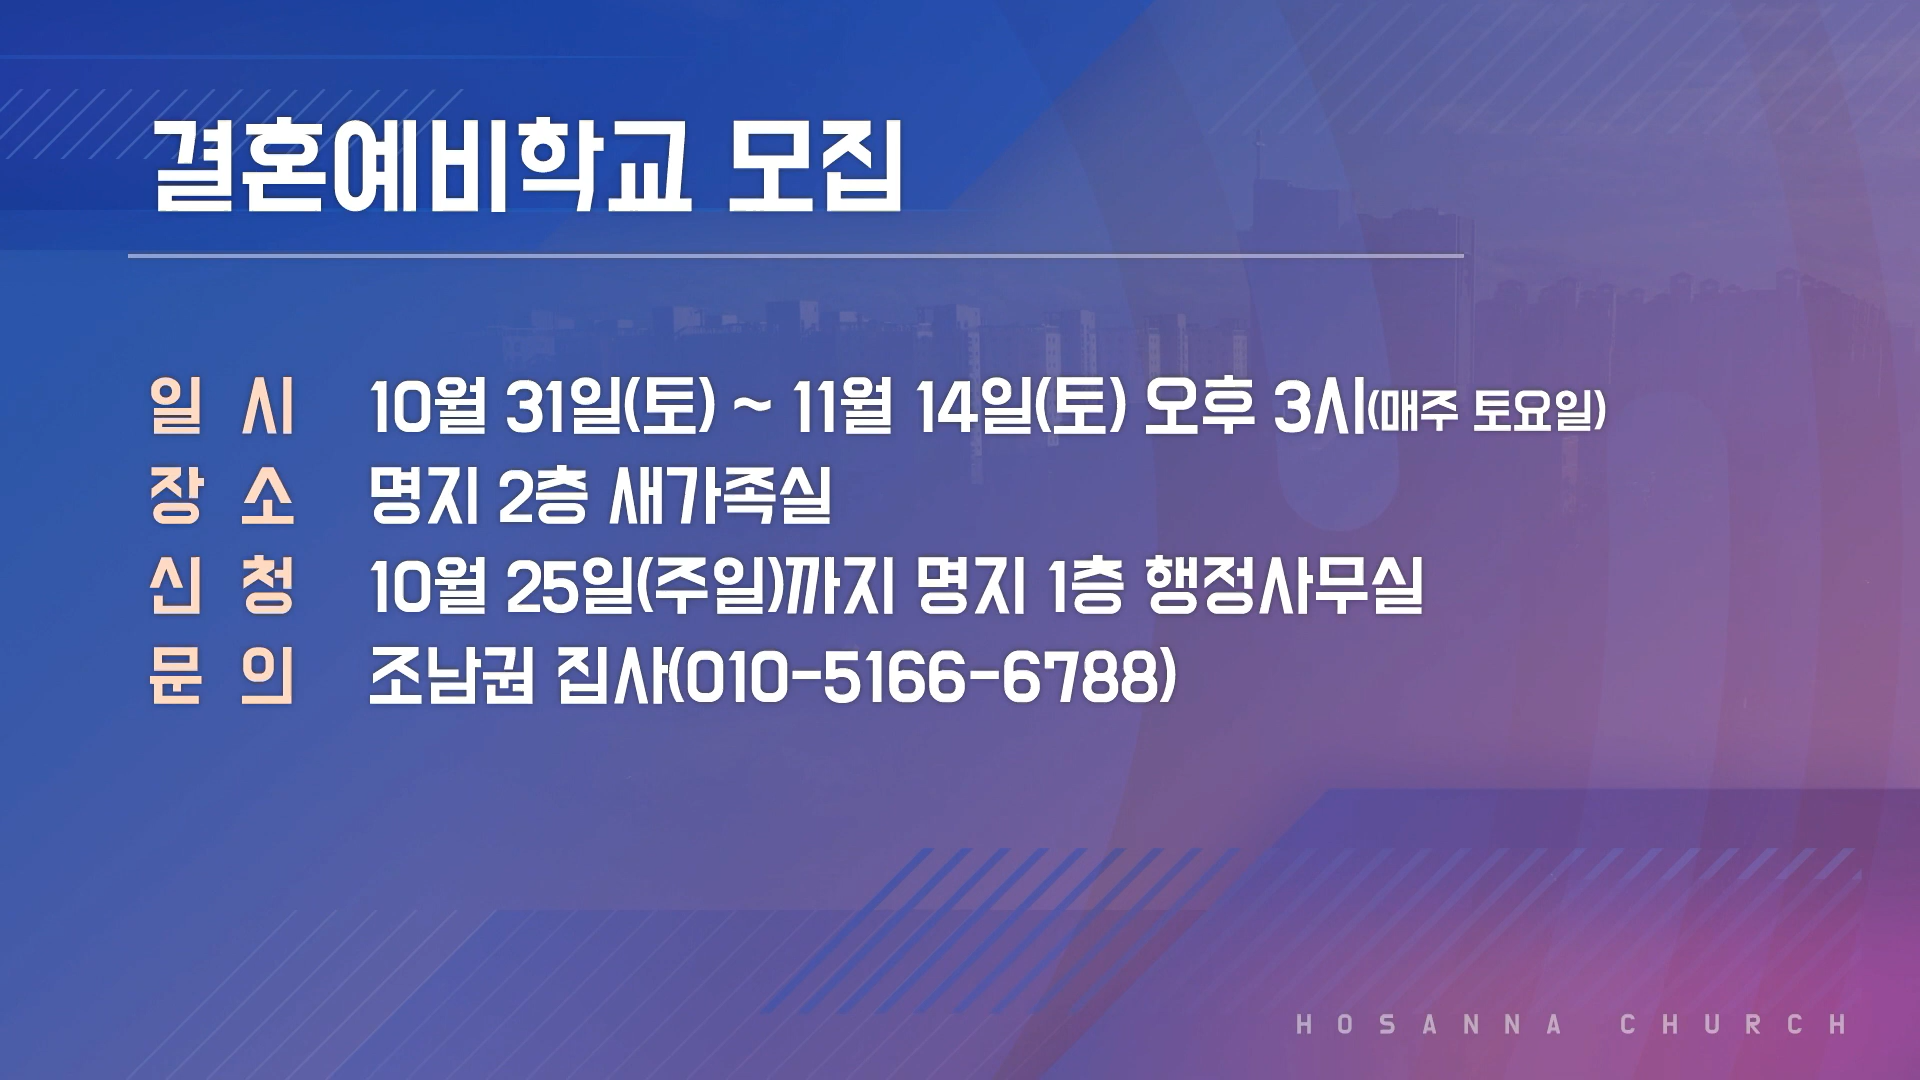 결혼예비학교 모집
일 시 10월 31일(토) ~ 11월 14일(토) 오후 3시(매주 토요일)
장 소 명지 2층 새가족실
신 청 10월 25일(주일)까지 명지 1층 행정사무실
문 의 조남권 집사(010-5166-6788)
HOSANNA CHURCH